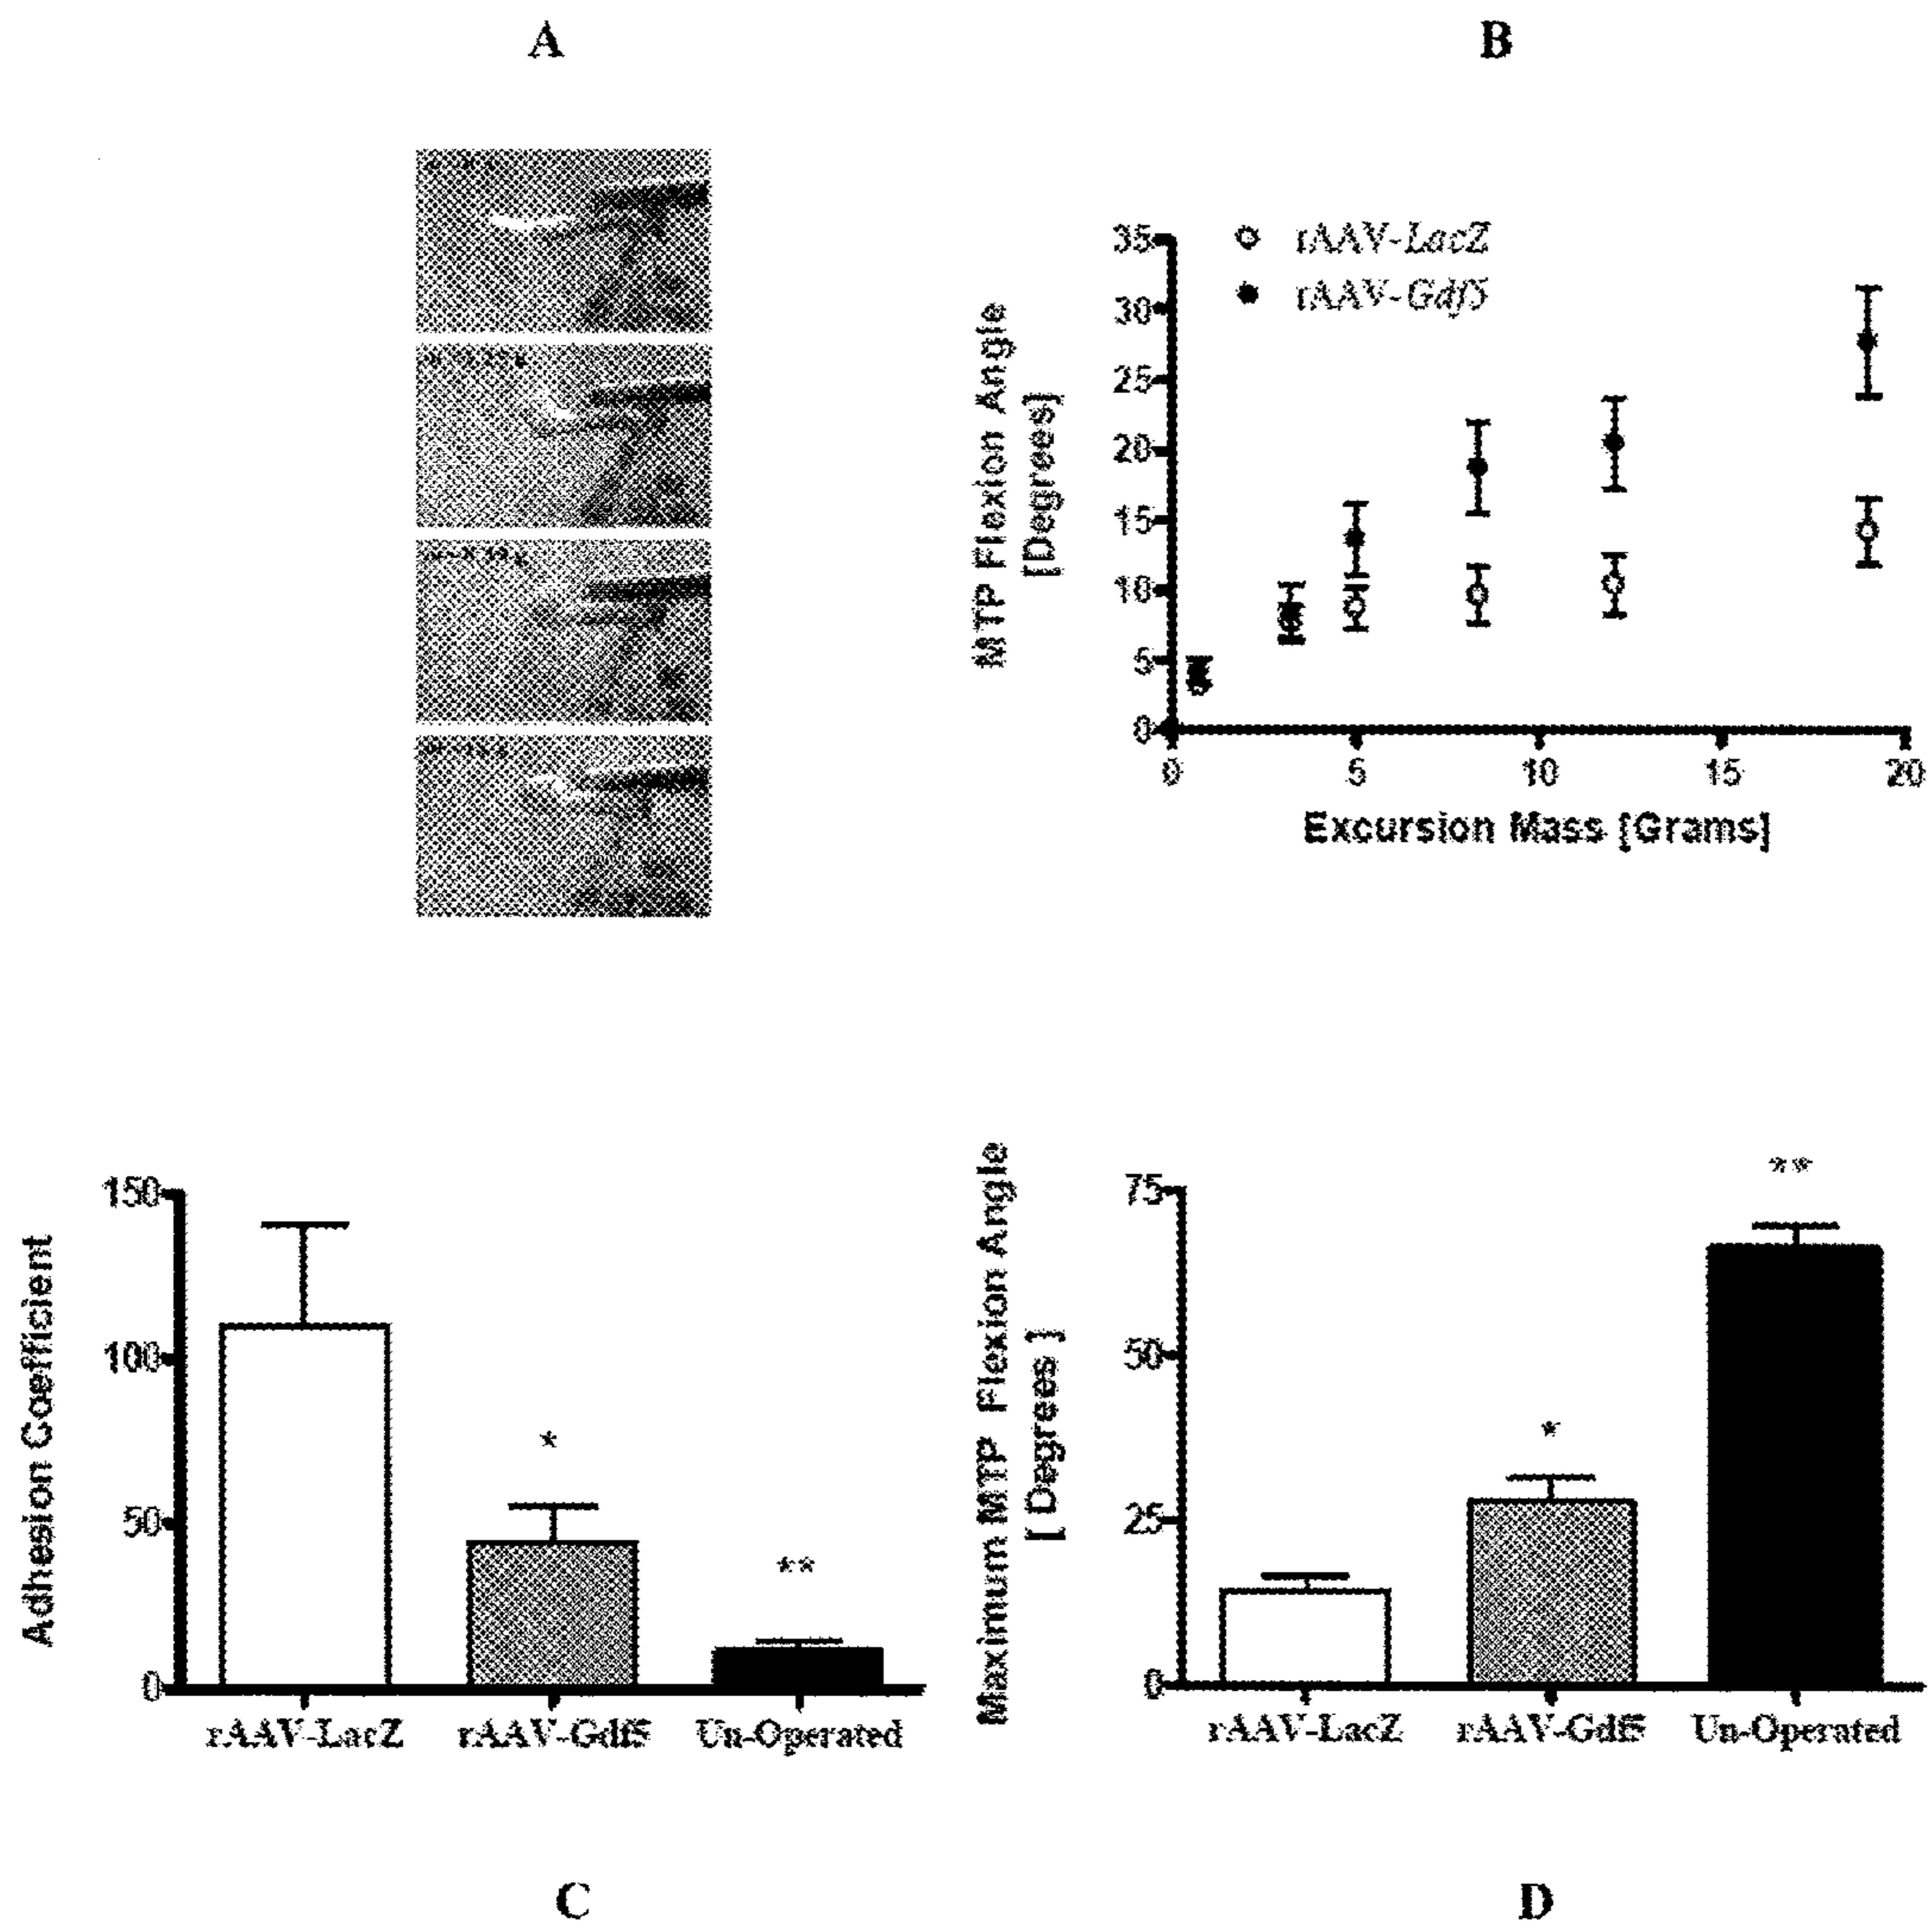 A
B
35
30
25
20
15
10
5
0
rAAV-LacZ
rAAV-Gdf5
MTP Flexion Angle
[Degrees]
0 5 10 15 20
Excursion Mass [Grams]
150
100
50
0
Adhesion Coefficient
*
**
rAAV-LacZ rAAV-Gdf5 Un-Operated
75
50
25
0
Maximum MTP Flexion Angle
[ Degrees ]
*
**
rAAV-LacZ rAAV-Gdf5 Un-Operated
C
D